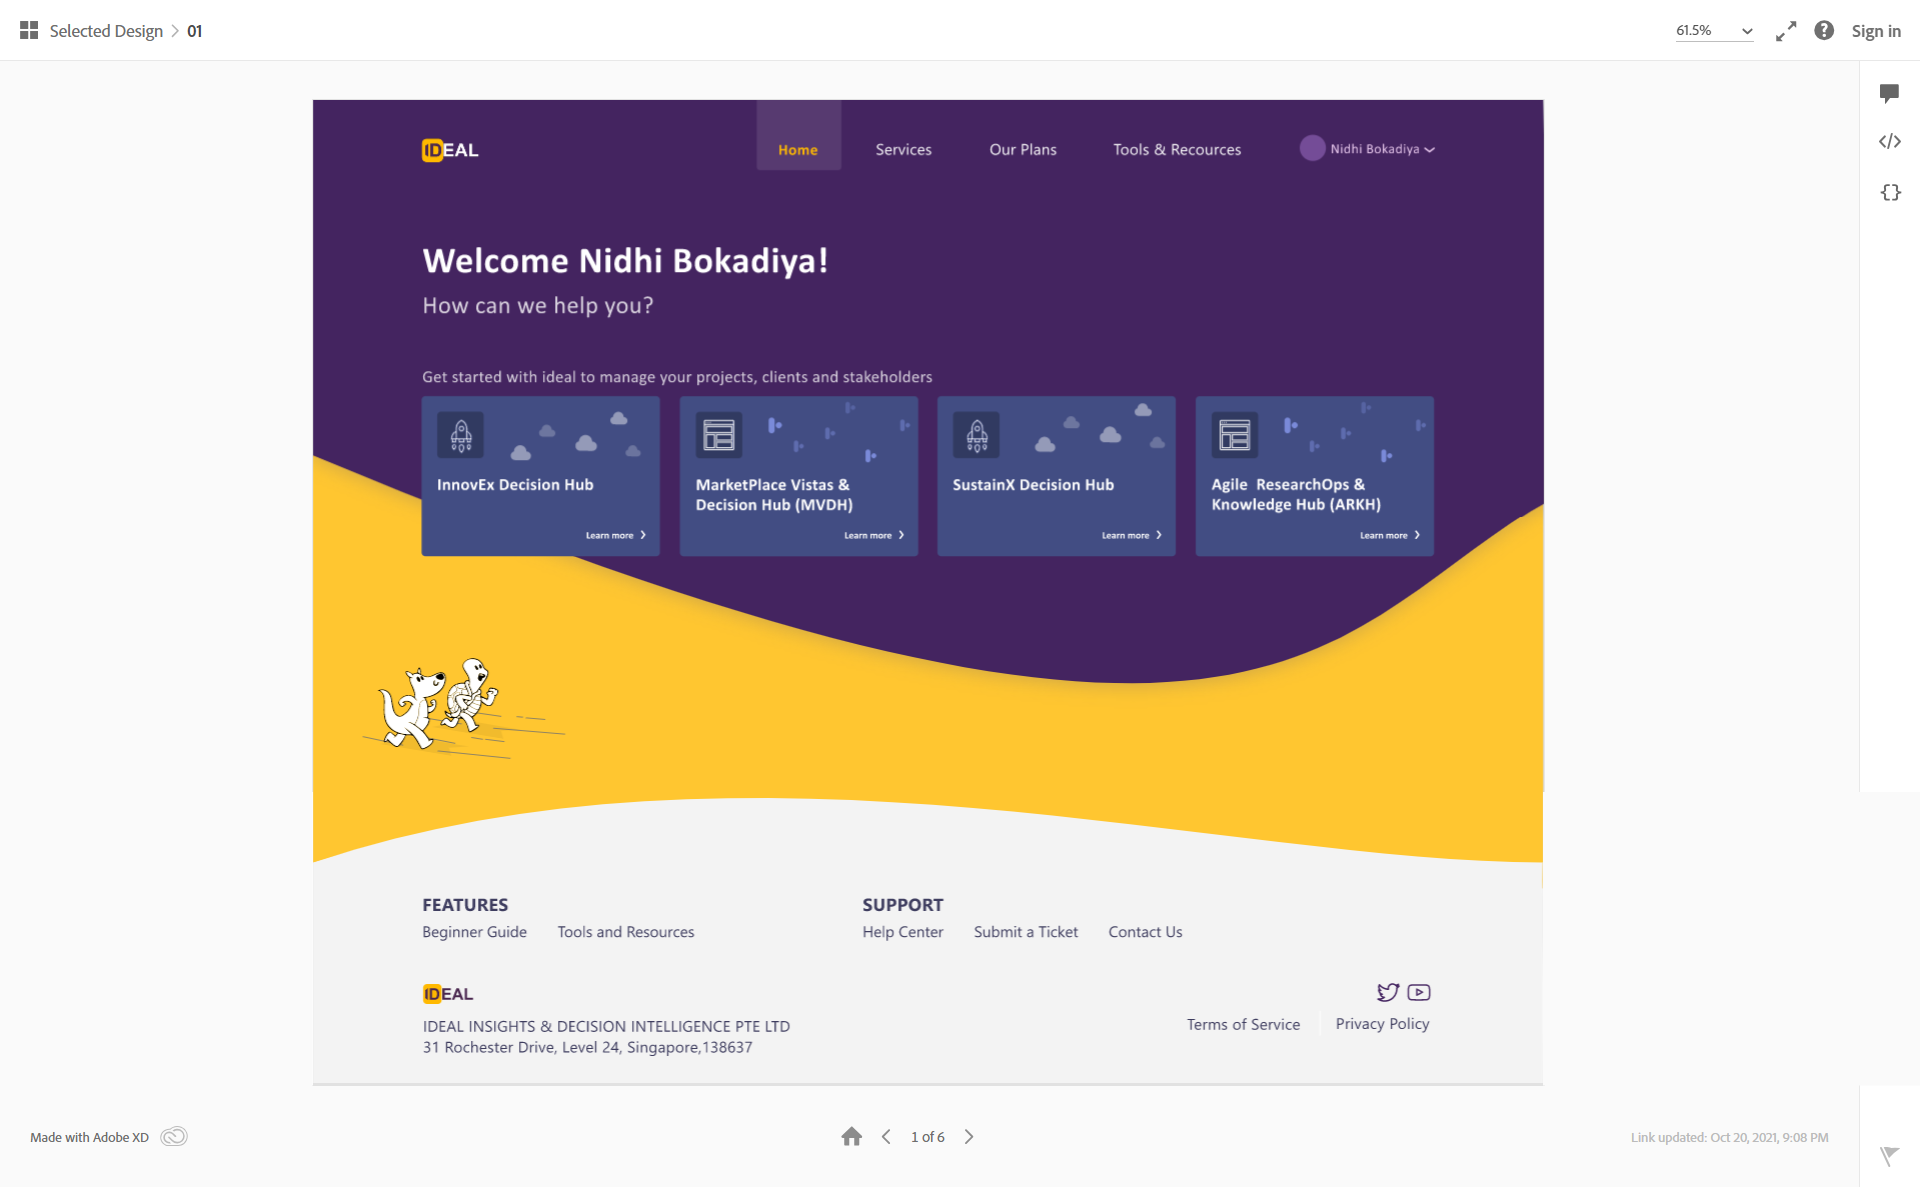 Selected Design 01
61.5%
Sign in
IDEAL
Home
Services
Our Plans
Tools & Recources
Nidhi Bokadiya
Welcome Nidhi Bokadiya!
How can we help you?
Get started with ideal to manage your projects, clients and stakeholders
InnovEx Decision Hub
Learn more
MarketPlace Vistas &
Decision Hub (MVDH)
Learn more
SustainX Decision Hub
Learn more
Agile ResearchOps &
Knowledge Hub (ARKH)
Learn more
FEATURES
Beginner Guide
Tools and Resources
SUPPORT
Help Center
Submit a Ticket
Contact Us
IDEAL
IDEAL INSIGHTS & DECISION INTELLIGENCE PTE LTD
31 Rochester Drive, Level 24, Singapore,138637
Terms of Service
Privacy Policy
Made with Adobe XD
1 of 6
Link updated: Oct 20, 2021, 9:08 PM